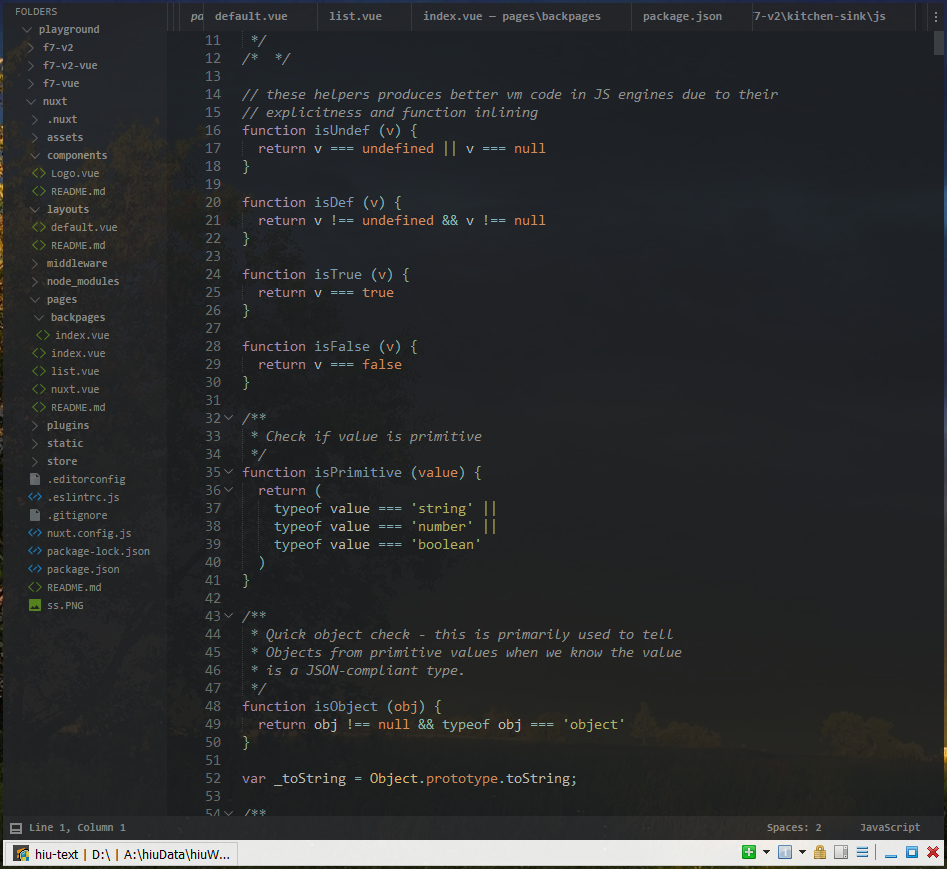 FOLDERS
playground
f7-v2
f7-v2-vue
f7-vue
nuxt
.nuxt
assets
components
Logo.vue
README.md
layouts
default.vue
README.md
middleware
node_modules
pages
backpages
index.vue
index.vue
list.vue
nuxt.vue
README.md
plugins
static
store
.editorconfig
.eslintrc.js
.gitignore
nuxt.config.js
package-lock.json
package.json
README.md
ss.PNG
pa default.vue list.vue index.vue — pages\backpages package.json 7-v2\kitchen-sink\js
11  */
12 /*  */
13
14 // these helpers produces better vm code in JS engines due to their
15 // explicitness and function inlining
16 function isUndef (v) {
17   return v === undefined || v === null
18 }
19
20 function isDef (v) {
21   return v !== undefined && v !== null
22 }
23
24 function isTrue (v) {
25   return v === true
26 }
27
28 function isFalse (v) {
29   return v === false
30 }
31
32 /**
33  * Check if value is primitive
34  */
35 function isPrimitive (value) {
36   return (
37     typeof value === 'string' ||
38     typeof value === 'number' ||
39     typeof value === 'boolean'
40   )
41 }
42
43 /**
44  * Quick object check - this is primarily used to tell
45  * Objects from primitive values when we know the value
46  * is a JSON-compliant type.
47  */
48 function isObject (obj) {
49   return obj !== null && typeof obj === 'object'
50 }
51
52 var _toString = Object.prototype.toString;
53
54 /**
Line 1, Column 1 Spaces: 2 JavaScript
hiu-text | D:\ | A:\hiuData\hiuW...